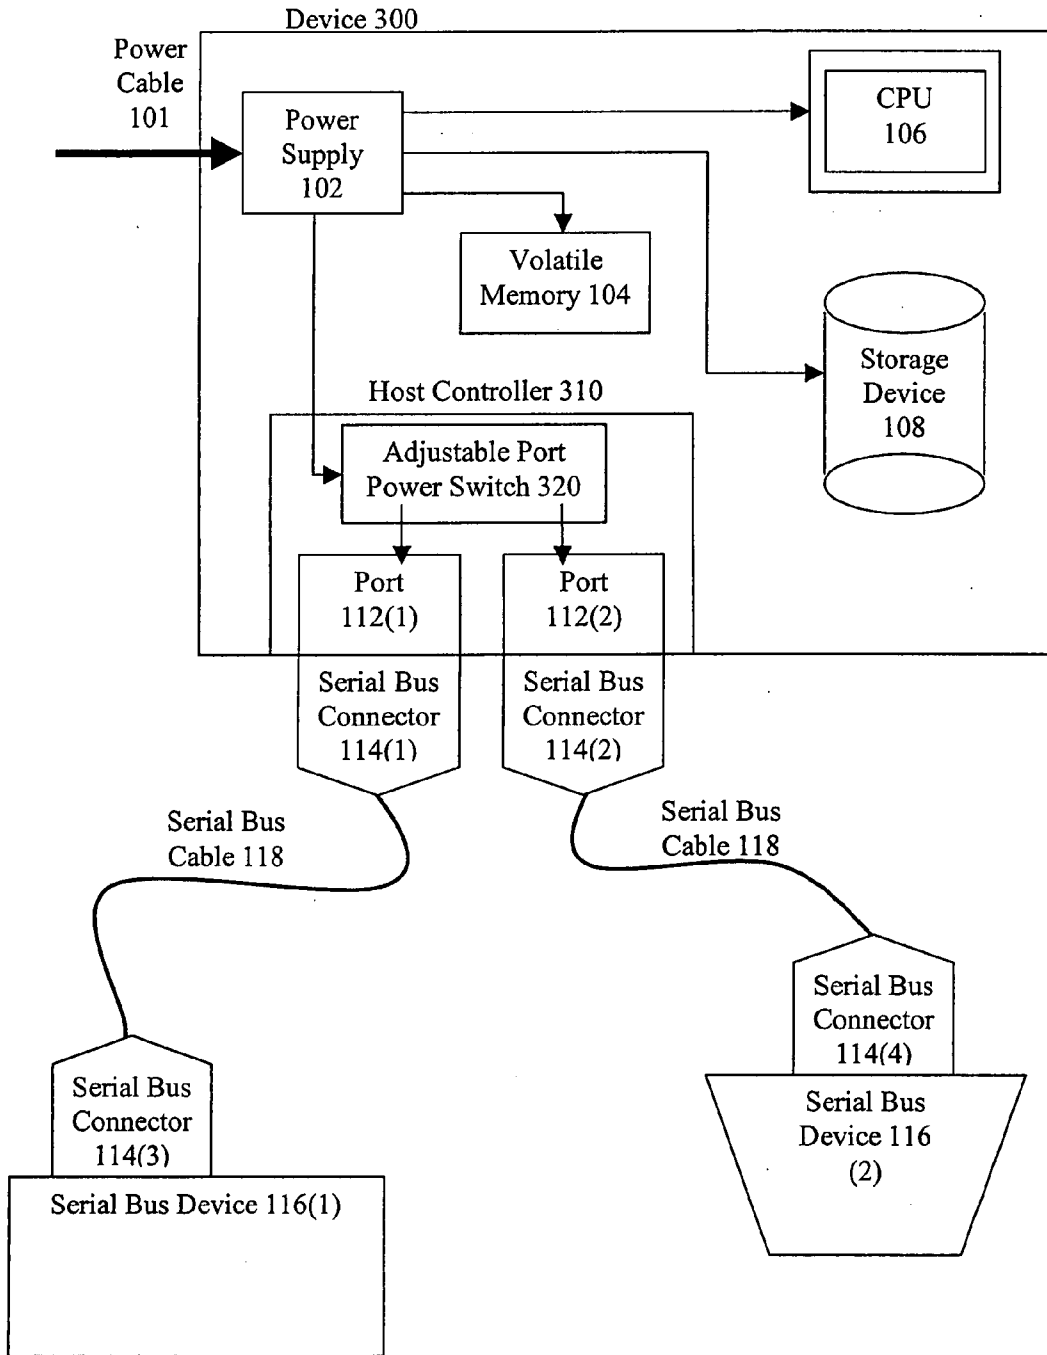 Device 300
Power
Cable
101
Power
Supply
102
CPU
106
Volatile
Memory 104
Storage
Device
108
Host Controller 310
Adjustable Port
Power Switch 320
Port
112(1)
Port
112(2)
Serial Bus
Connector
114(1)
Serial Bus
Connector
114(2)
Serial Bus
Cable 118
Serial Bus
Cable 118
Serial Bus
Connector
114(4)
Serial Bus
Device 116
(2)
Serial Bus
Connector
114(3)
Serial Bus Device 116(1)